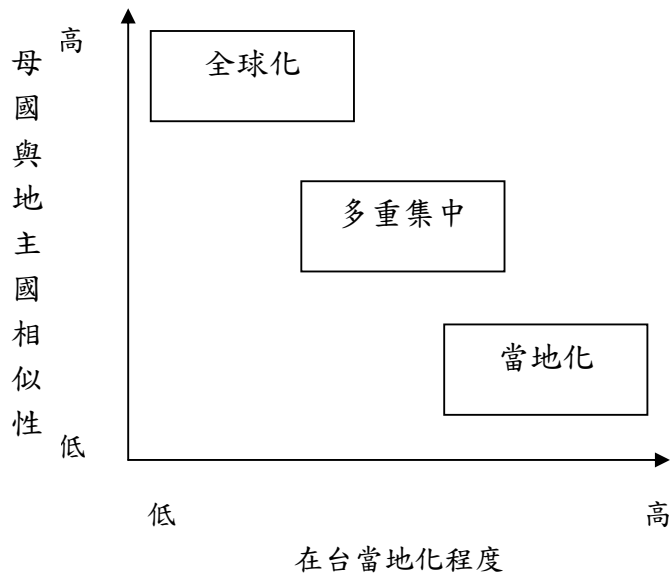 高
母國與地主國相似性
全球化
多重集中
當地化
低
低
高
在台當地化程度